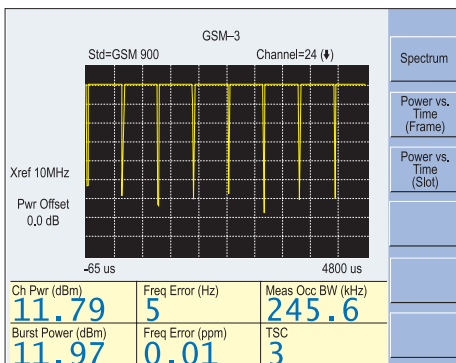 GSM–3
Std=GSM 900 Channel=24 (⬇)
Xref 10MHz
Pwr Offset
0.0 dB
-65 us 4800 us
Spectrum
Power vs.
Time
(Frame)
Power vs.
Time
(Slot)
Ch Pwr (dBm) Freq Error (Hz) Meas Occ BW (kHz)
11.79 5 245.6
Burst Power (dBm) Freq Error (ppm) TSC
11.97 0.01 3